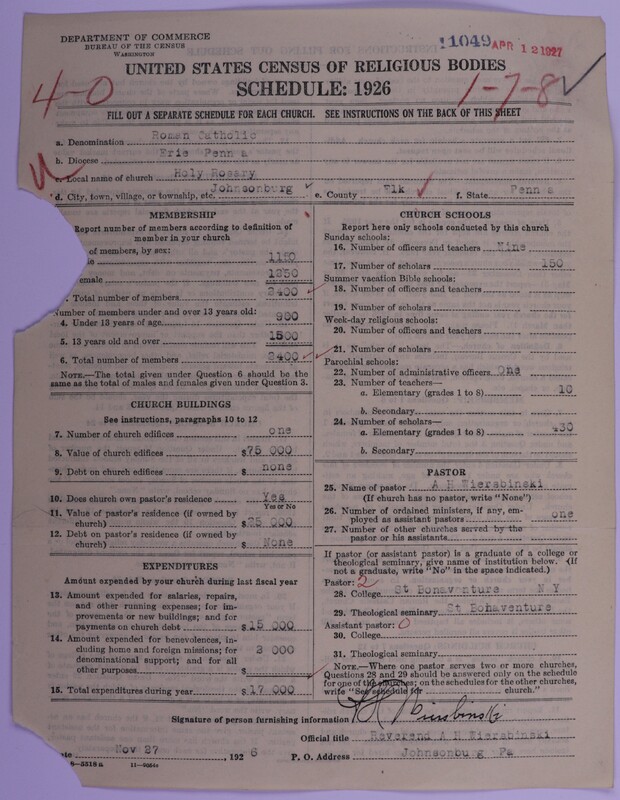 DEPARTMENT OF COMMERCE
BUREAU OF THE CENSUS
WASHINGTON
11049 APR 12 1927
UNITED STATES CENSUS OF RELIGIOUS BODIES
SCHEDULE: 1926
4-0
1-7-8
FILL OUT A SEPARATE SCHEDULE FOR EACH CHURCH. SEE INSTRUCTIONS ON THE BACK OF THIS SHEET
a. Denomination Roman Catholic
b. Diocese Erie Penn a
c. Local name of church Holy Rosary
d. City, town, village, or township, etc. Johnsonburg e. County Elk f. State Penn a
MEMBERSHIP
Report number of members according to definition of
member in your church
of members, by sex:
emale 1250
Total number of members 2400
Number of members under and over 13 years old:
4. Under 13 years of age 900
5. 13 years old and over 1500
6. Total number of members 2400
NOTE.—The total given under Question 6 should be
same as the total of males and females given under Question 3.
CHURCH BUILDINGS
See instructions, paragraphs 10 to 12
7. Number of church edifices one
8. Value of church edifices $75 000
9. Debt on church edifices $ none
10. Does church own pastor's residence Yes
Yes or No
11. Value of pastor's residence (if owned by
church) $25 000
12. Debt on pastor's residence (if owned by
church) $ None
EXPENDITURES
Amount expended by your church during last fiscal year
13. Amount expended for salaries, repairs,
and other running expenses; for im-
provements or new buildings; and for
payments on church debt $15 000
14. Amount expended for benevolences, in-
cluding home and foreign missions; for
denominational support; and for all
other purposes $ 2 000
15. Total expenditures during year $17 000
CHURCH SCHOOLS
Report here only schools conducted by this church
Sunday schools:
16. Number of officers and teachers Nine
17. Number of scholars 150
Summer vacation Bible schools:
18. Number of officers and teachers
19. Number of scholars
Week-day religious schools:
20. Number of officers and teachers
21. Number of scholars
Parochial schools:
22. Number of administrative officers One
23. Number of teachers—
a. Elementary (grades 1 to 8) 10
b. Secondary
24. Number of scholars—
a. Elementary (grades 1 to 8) 430
b. Secondary
PASTOR
25. Name of pastor A H Wiersbinski
(If church has no pastor, write "None")
26. Number of ordained ministers, if any, em-
ployed as assistant pastors one
27. Number of other churches served by the
pastor or his assistants
If pastor (or assistant pastor) is a graduate of a college or
theological seminary, give name of institution below. (If
not a graduate, write "No" in the space indicated.)
Pastor: 2
28. College St Bonaventure N Y
29. Theological seminary St Bonaventure
Assistant pastor: 0
30. College
31. Theological seminary
NOTE.—Where one pastor serves two or more churches,
Questions 28 and 29 should be answered only on the schedule
for one of the churches; on the schedules for the other churches,
write "See schedule for church."
Signature of person furnishing information
Official title Reverend A H Wiersbinski
ate Nov 27, 192 6 P. O. Address Johnsonburg Pa
8-5318a 11-9064r